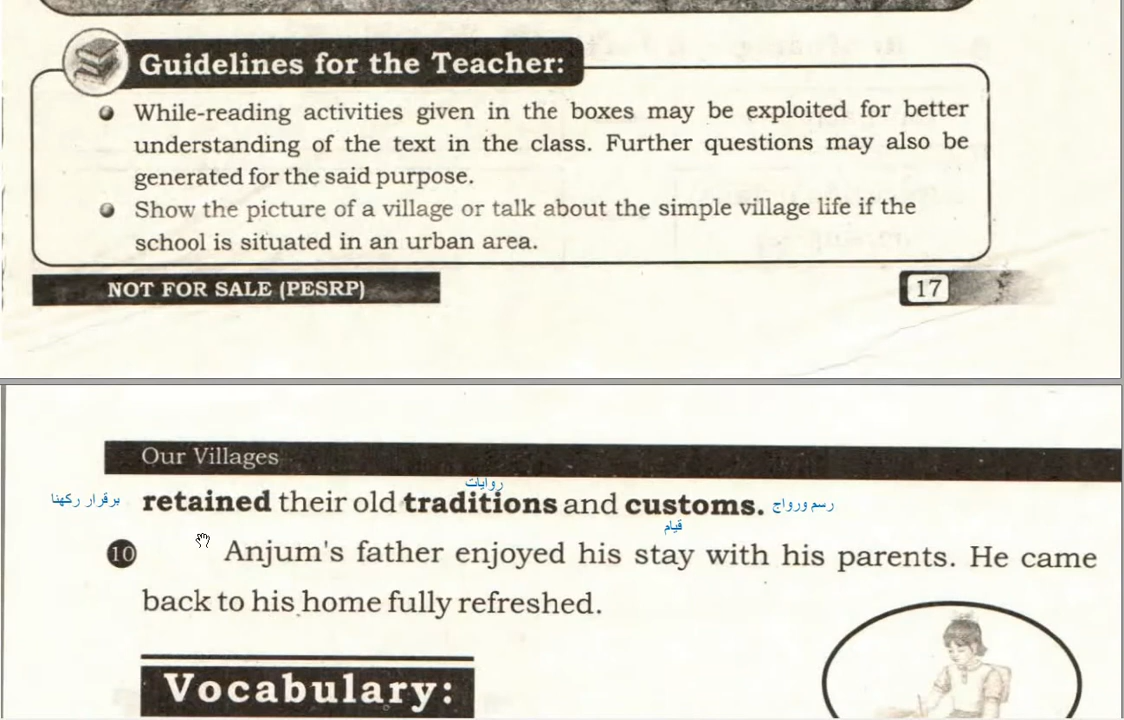 Guidelines for the Teacher:
While-reading activities given in the boxes may be exploited for better
understanding of the text in the class. Further questions may also be
generated for the said purpose.
Show the picture of a village or talk about the simple village life if the
school is situated in an urban area.
NOT FOR SALE (PESRP)
17
Our Villages
روایات
برقرار رکھنا retained their old traditions and customs. رسم ورواج
قیام
10 Anjum's father enjoyed his stay with his parents. He came
back to his home fully refreshed.
Vocabulary: